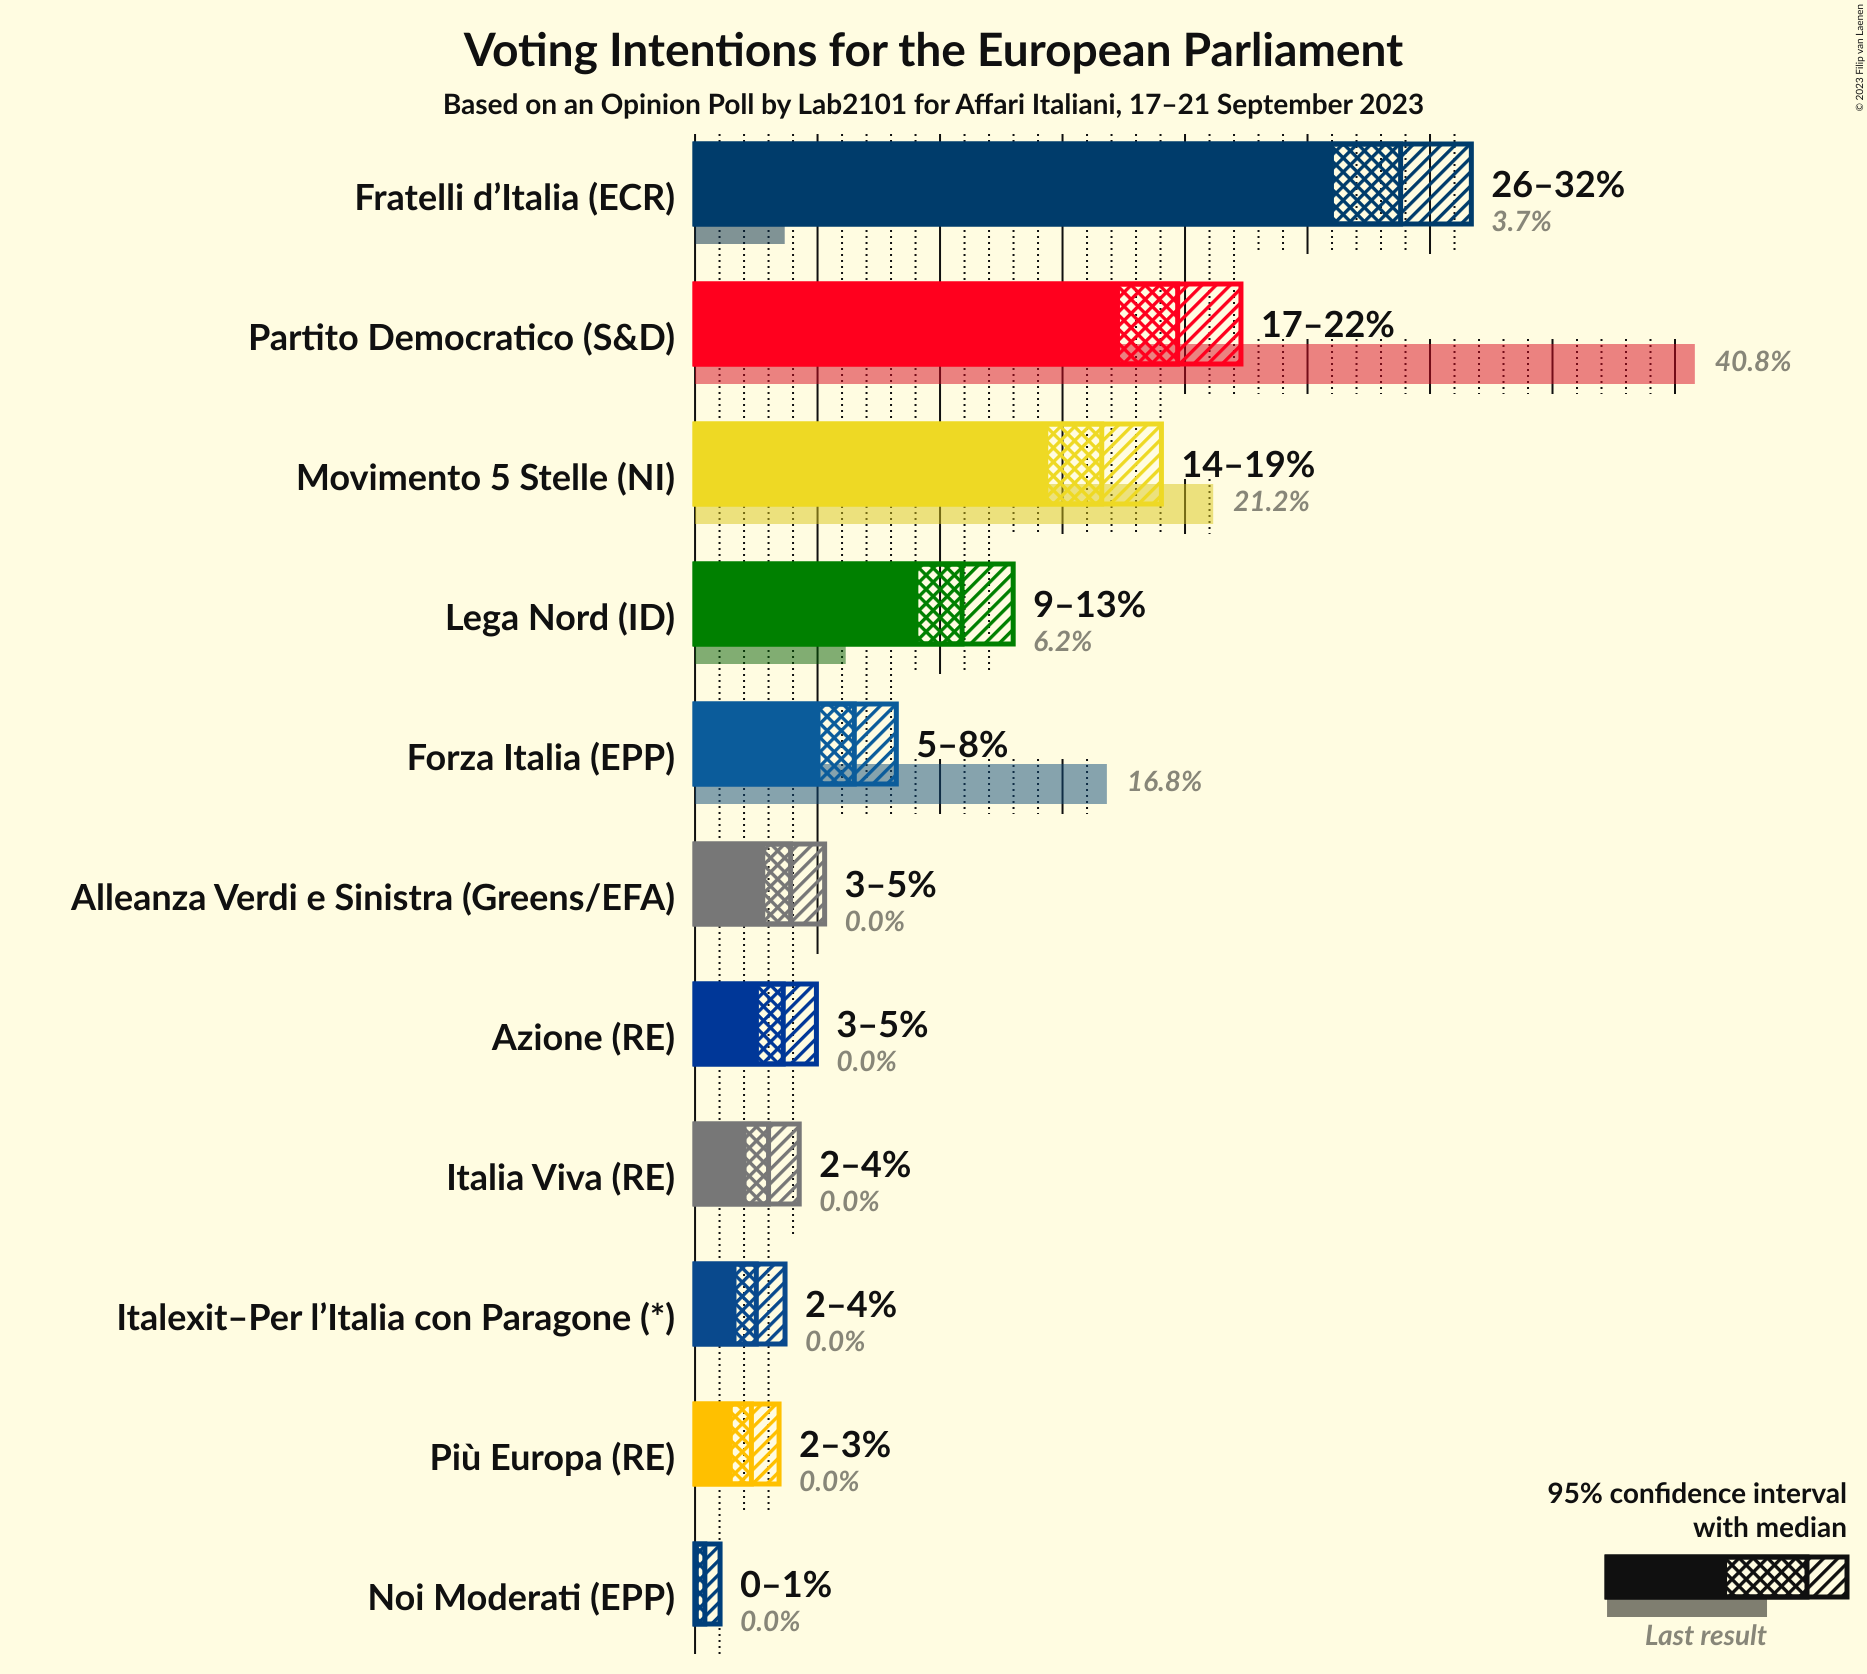 Voting Intentions for the European Parliament
Based on an Opinion Poll by Lab2101 for Affari Italiani, 17–21 September 2023
© 2023 Filip van Laenen
Fratelli d’Italia (ECR)
26–32%
3.7%
Partito Democratico (S&D)
17–22%
40.8%
Movimento 5 Stelle (NI)
14–19%
21.2%
Lega Nord (ID)
9–13%
6.2%
Forza Italia (EPP)
5–8%
16.8%
Alleanza Verdi e Sinistra (Greens/EFA)
3–5%
0.0%
Azione (RE)
3–5%
0.0%
Italia Viva (RE)
2–4%
0.0%
Italexit–Per l’Italia con Paragone (*)
2–4%
0.0%
Più Europa (RE)
2–3%
0.0%
Noi Moderati (EPP)
0–1%
0.0%
95% confidence interval
with median
Last result